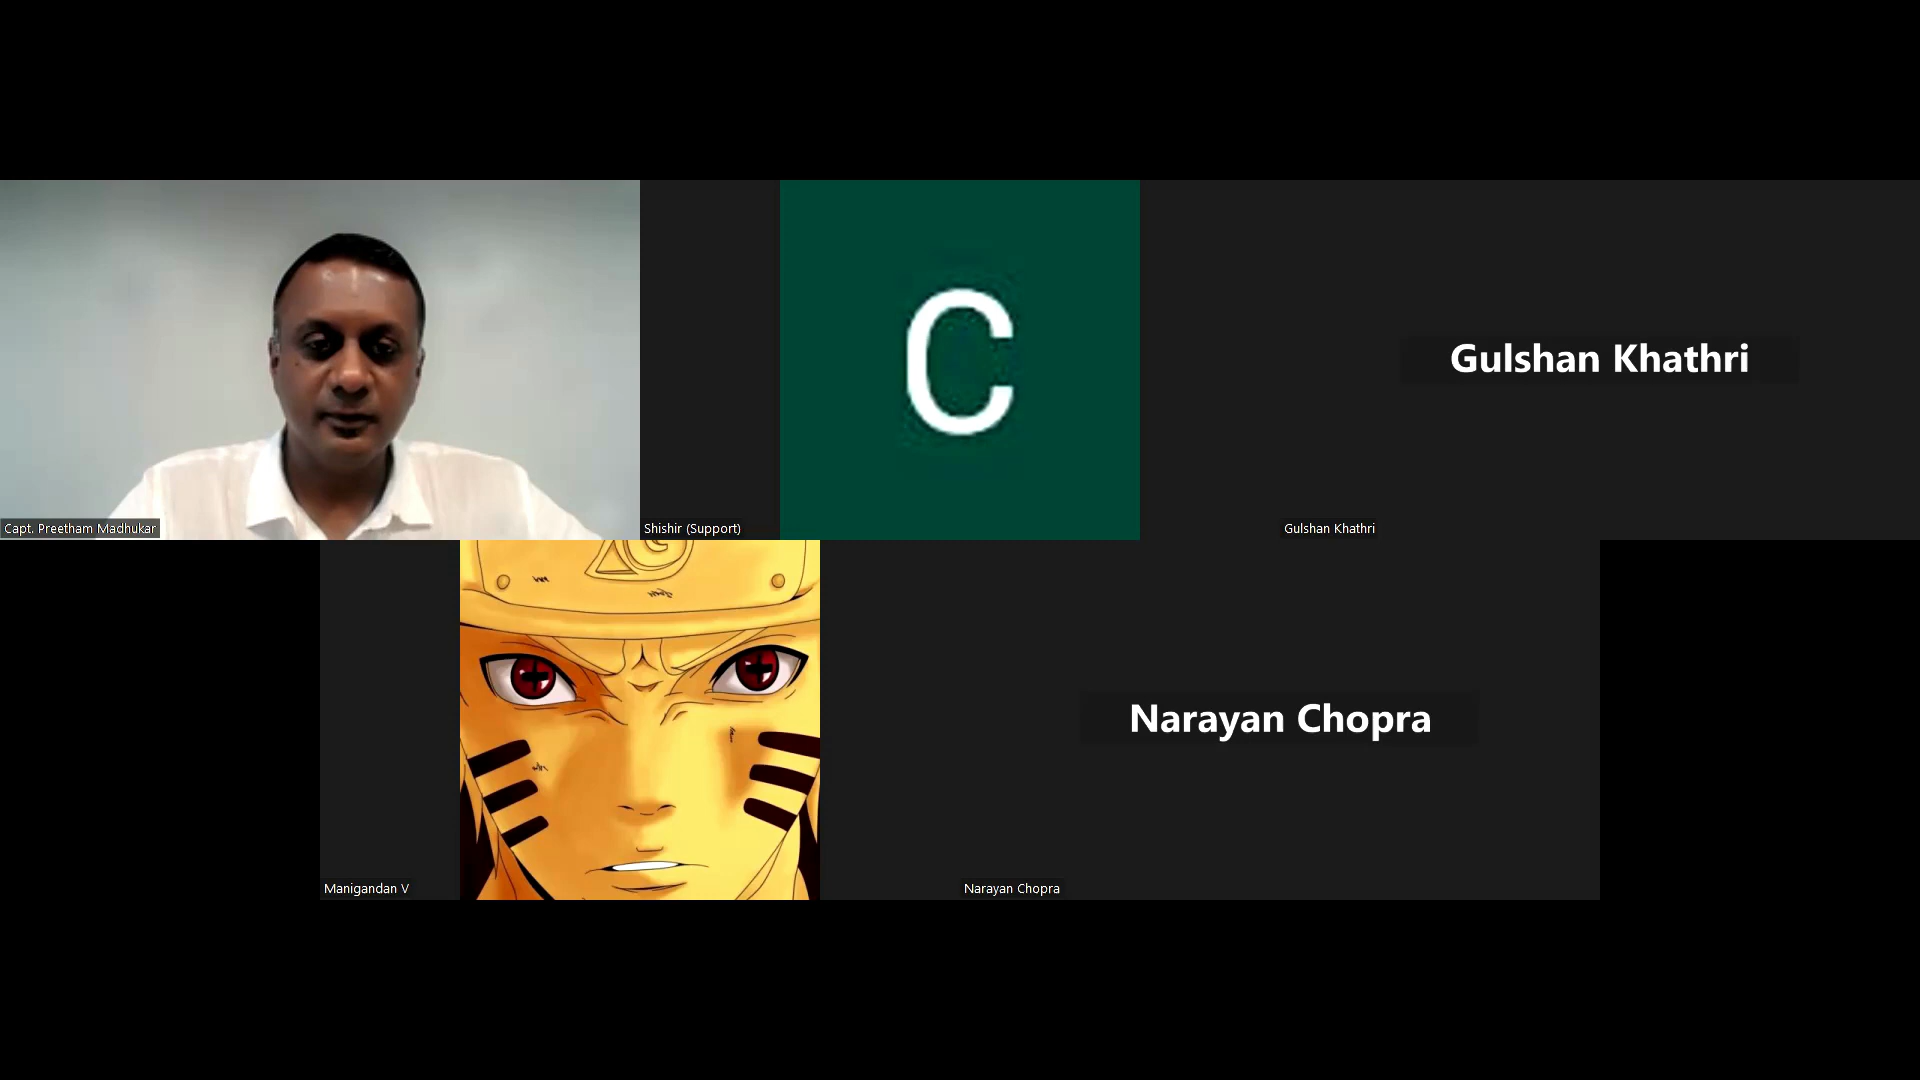 C
Gulshan Khathri
Capt. Preetham Madhukar
Shishir (Support)
Gulshan Khathri
Narayan Chopra
Manigandan V
Narayan Chopra